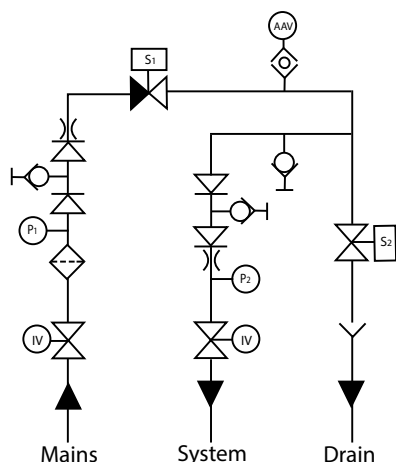 AAV
S1
P1
S2
P2
IV
IV
Mains
System
Drain